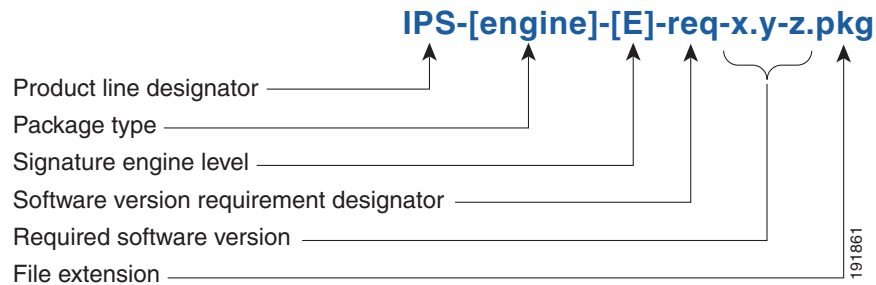 IPS-[engine]-[E]-req-x.y-z.pkg
Product line designator
Package type
Signature engine level
Software version requirement designator
Required software version
File extension
191861